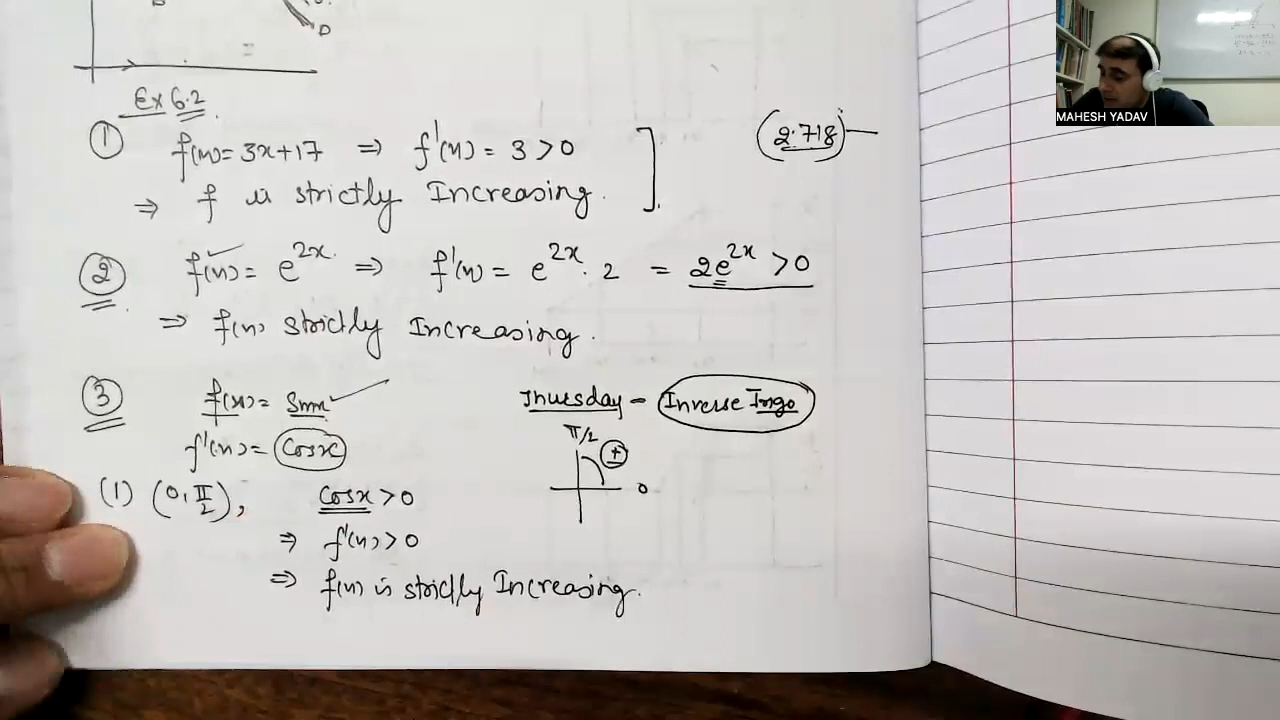 D
Ex 6.2
① f(x) = 3x+17 ⇒ f'(x) = 3 > 0
⇒ f is strictly Increasing.
(2.718)
② f(x) = e^{2x} ⇒ f'(x) = e^{2x}. 2 = 2e^{2x} > 0
⇒ f(x) strictly Increasing.
③ f(x) = Sinx
f'(x) = Cosx
Thursday - Inverse Tngo
π/2
+
0
(1) (0, π/2), Cosx > 0
⇒ f'(x) > 0
⇒ f(x) is strictly Increasing.
MAHESH YADAV